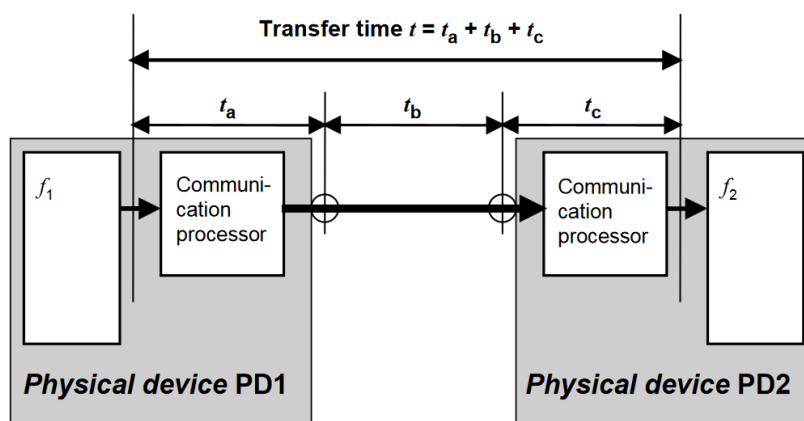 Transfer time t = ta + tb + tc
ta
tb
tc
f1
Communi-
cation
processor
Communi-
cation
processor
f2
Physical device PD1
Physical device PD2